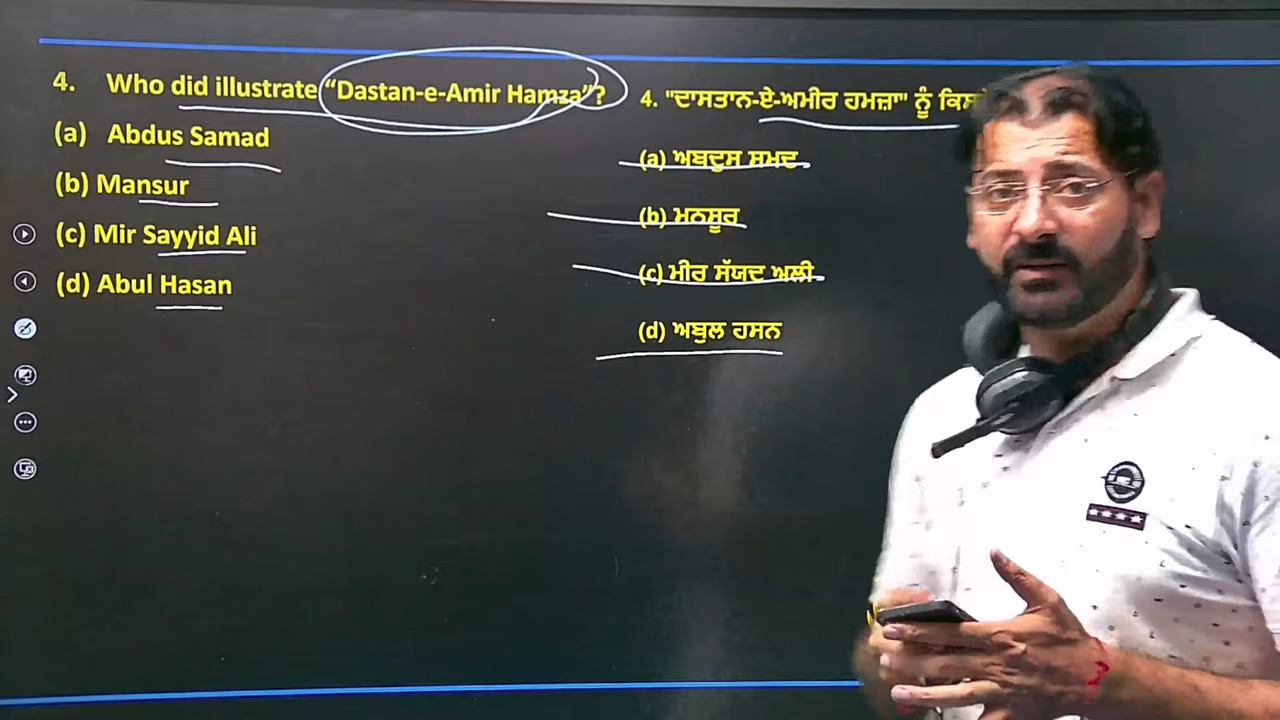 4. Who did illustrate “Dastan-e-Amir Hamza”?
(a) Abdus Samad
(b) Mansur
(c) Mir Sayyid Ali
(d) Abul Hasan
4. "ਦਾਸਤਾਨ-ਏ-ਅਮੀਰ ਹਮਜ਼ਾ" ਨੂੰ
(a) ਅਬਦੁਸ ਸਮਦ
(b) ਮਨਸੂਰ
(c) ਮੀਰ ਸੱਯਦ ਅਲੀ
(d) ਅਬੁਲ ਹਸਨ